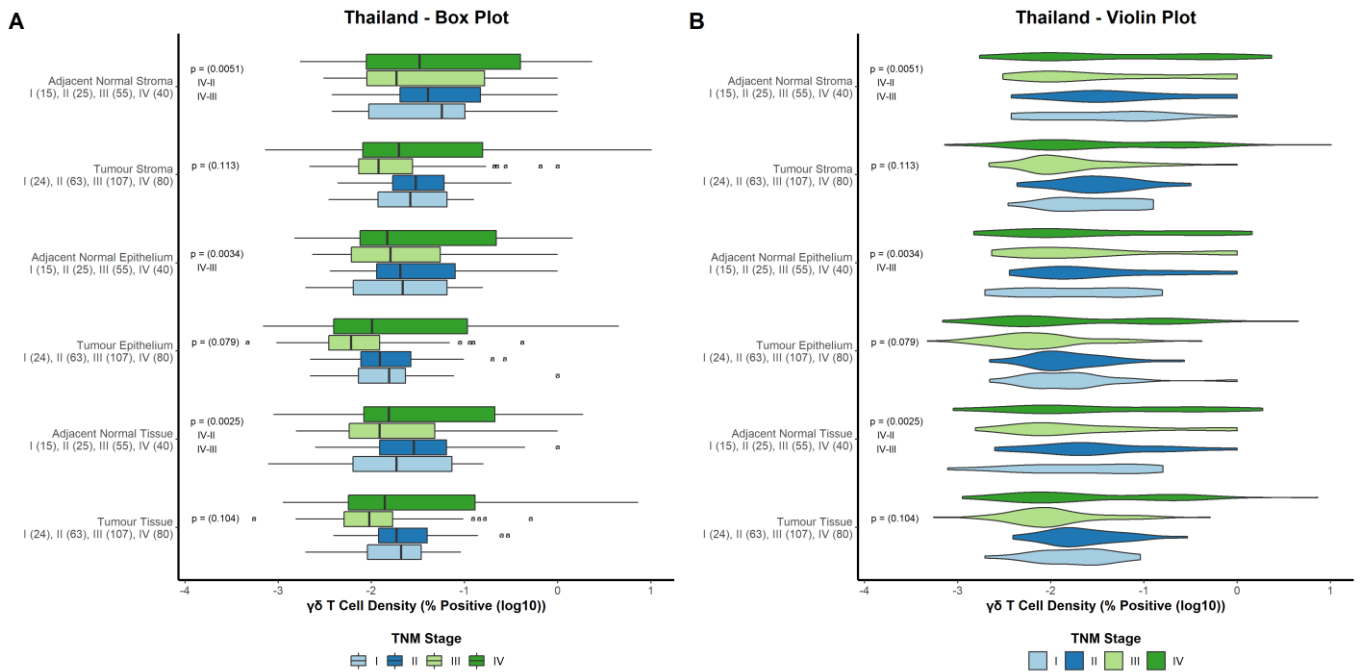 A
Thailand - Box Plot
Adjacent Normal Stroma
I (15), II (25), III (55), IV (40)
p = (0.0051)
IV-II
IV-III
Tumour Stroma
I (24), II (63), III (107), IV (80)
p = (0.113)
Adjacent Normal Epithelium
I (15), II (25), III (55), IV (40)
p = (0.0034)
IV-III
Tumour Epithelium
I (24), II (63), III (107), IV (80)
p = (0.079)
Adjacent Normal Tissue
I (15), II (25), III (55), IV (40)
p = (0.0025)
IV-II
IV-III
Tumour Tissue
I (24), II (63), III (107), IV (80)
p = (0.104)
-4 -3 -2 -1 0 1
γδ T Cell Density (% Positive (log10))
TNM Stage
I II III IV
B
Thailand - Violin Plot
Adjacent Normal Stroma
I (15), II (25), III (55), IV (40)
p = (0.0051)
IV-II
IV-III
Tumour Stroma
I (24), II (63), III (107), IV (80)
p = (0.113)
Adjacent Normal Epithelium
I (15), II (25), III (55), IV (40)
p = (0.0034)
IV-III
Tumour Epithelium
I (24), II (63), III (107), IV (80)
p = (0.079)
Adjacent Normal Tissue
I (15), II (25), III (55), IV (40)
p = (0.0025)
IV-II
IV-III
Tumour Tissue
I (24), II (63), III (107), IV (80)
p = (0.104)
-4 -3 -2 -1 0 1
γδ T Cell Density (% Positive (log10))
TNM Stage
I II III IV